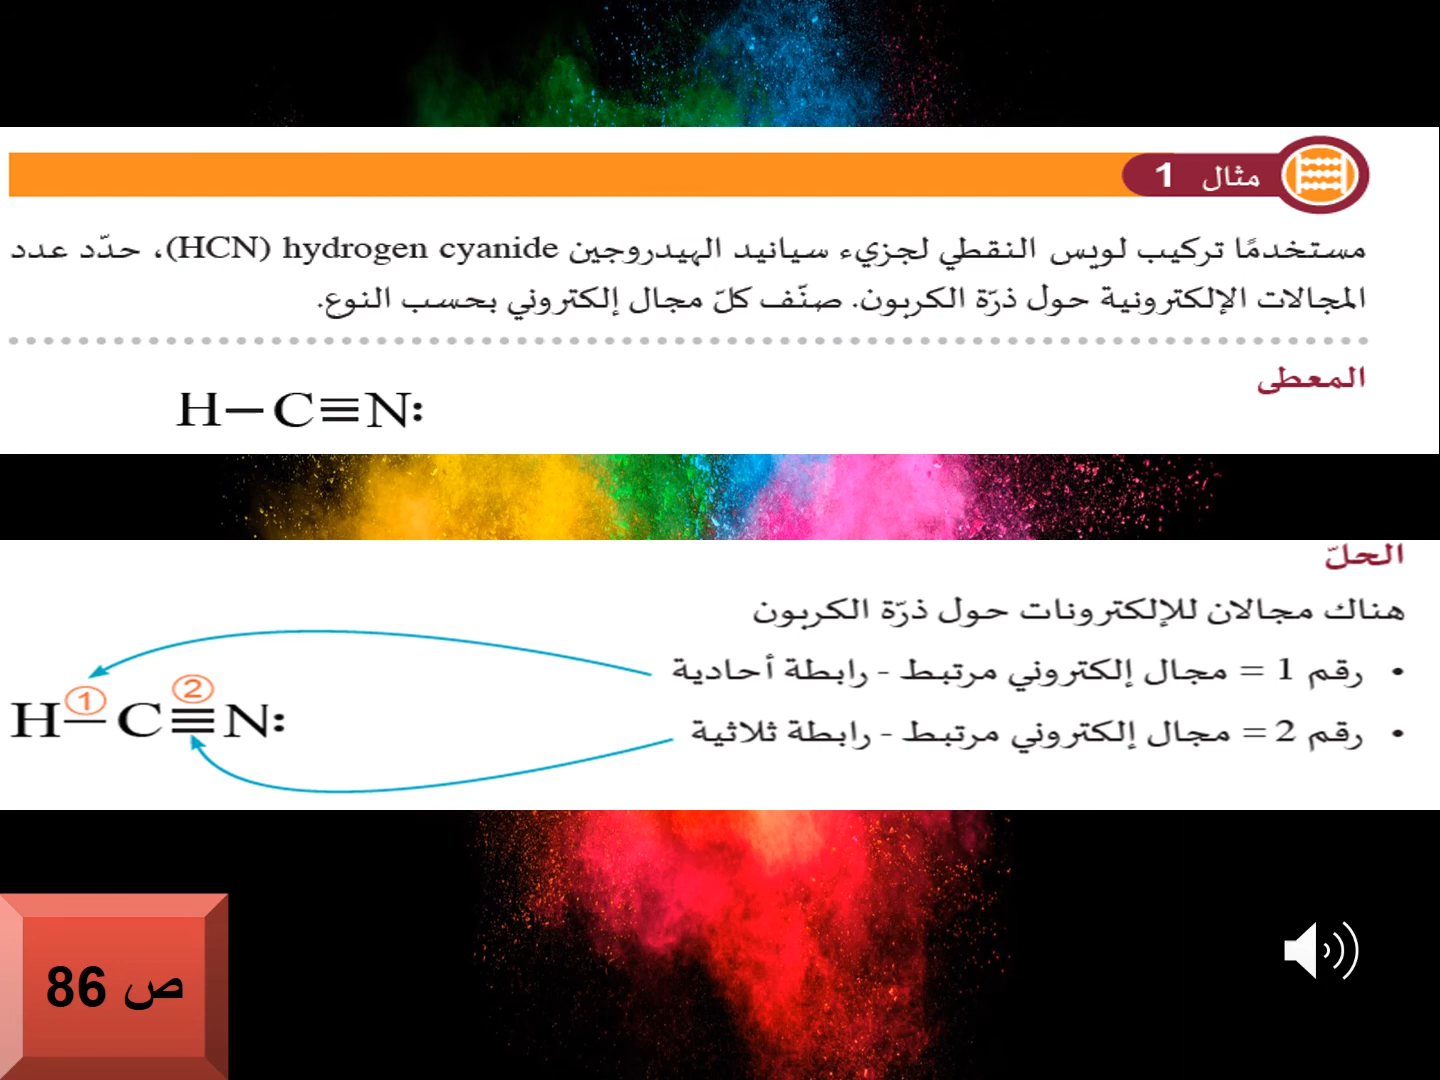 مثال 1
مستخدمًا تركيب لويس النقطي لجزيء سيانيد الهيدروجين hydrogen cyanide (HCN)، حدّد عدد
المجالات الإلكترونية حول ذرّة الكربون. صنّف كلّ مجال إلكتروني بحسب النوع.
المعطى
H−C≡N:
الحلّ
هناك مجالان للإلكترونات حول ذرّة الكربون
• رقم 1 = مجال إلكتروني مرتبط - رابطة أحادية
• رقم 2 = مجال إلكتروني مرتبط - رابطة ثلاثية
① ②
H−C≡N:
ص 86